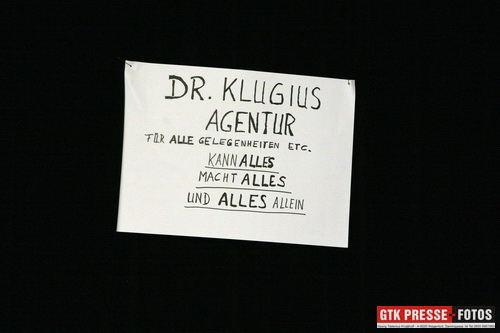 DR. KLUGIUS
AGENTUR
FÜR ALLE GELEGENHEITEN ETC.
KANN ALLES
MACHT ALLES
UND ALLES ALLEIN
GTK PRESSE - FOTOS